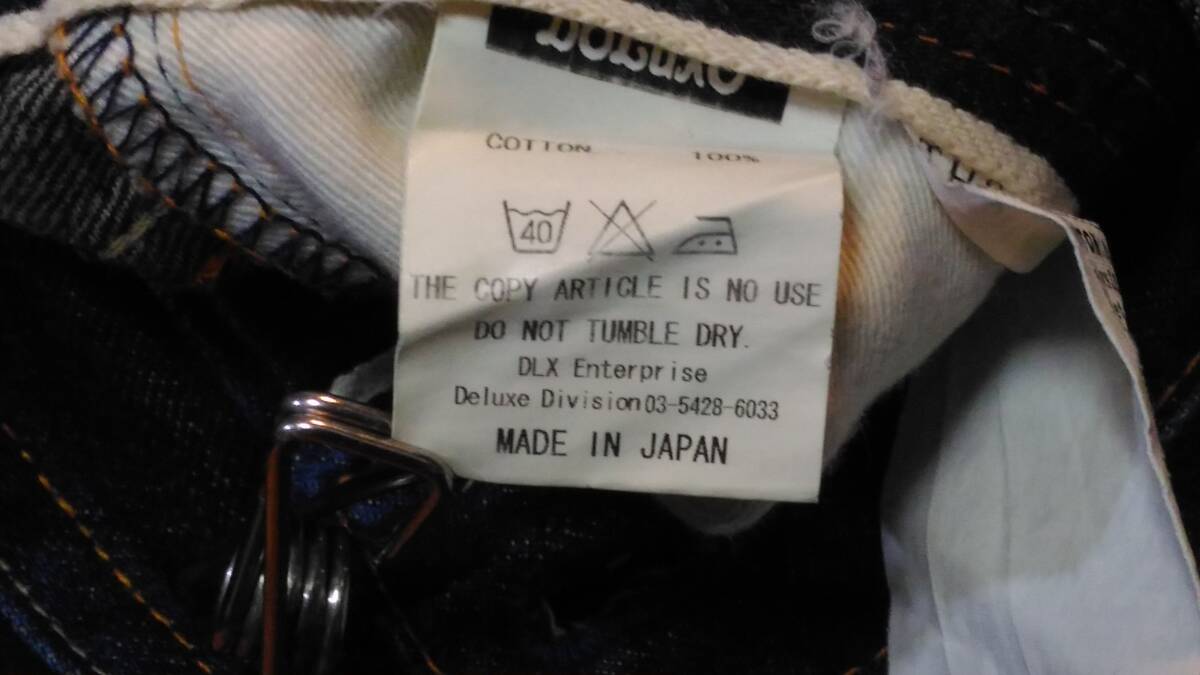 DELUXE
COTTON 100%
40
THE COPY ARTICLE IS NO USE
DO NOT TUMBLE DRY.
DLX Enterprise
Deluxe Division 03-5428-6033
MADE IN JAPAN